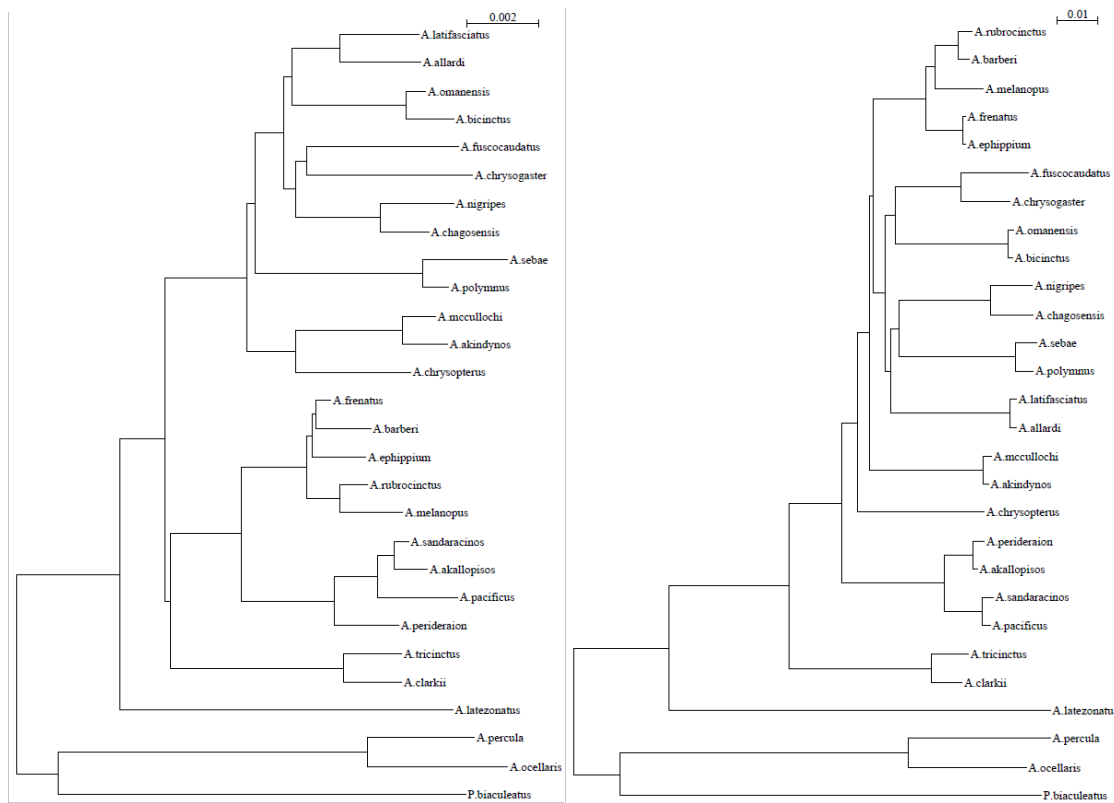 0.002
A.latifasciatus
A.allardi
A.omanensis
A.bicinctus
A.fuscocaudatus
A.chrysogaster
A.nigripes
A.chagosensis
A.sebae
A.polymnus
A.mccullochi
A.akindynos
A.chrysopterus
A.frenatus
A.barberi
A.ephippium
A.rubrocinctus
A.melanopus
A.sandaracinos
A.akallopisos
A.pacificus
A.perideraion
A.tricinctus
A.clarkii
A.latezonatus
A.percula
A.ocellaris
P.biaculeatus
0.01
A.rubrocinctus
A.barberi
A.melanopus
A.frenatus
A.ephippium
A.fuscocaudatus
A.chrysogaster
A.omanensis
A.bicinctus
A.nigripes
A.chagosensis
A.sebae
A.polymnus
A.latifasciatus
A.allardi
A.mccullochi
A.akindynos
A.chrysopterus
A.perideraion
A.akallopisos
A.sandaracinos
A.pacificus
A.tricinctus
A.clarkii
A.latezonatu
A.percula
A.ocellaris
P.biaculeatus